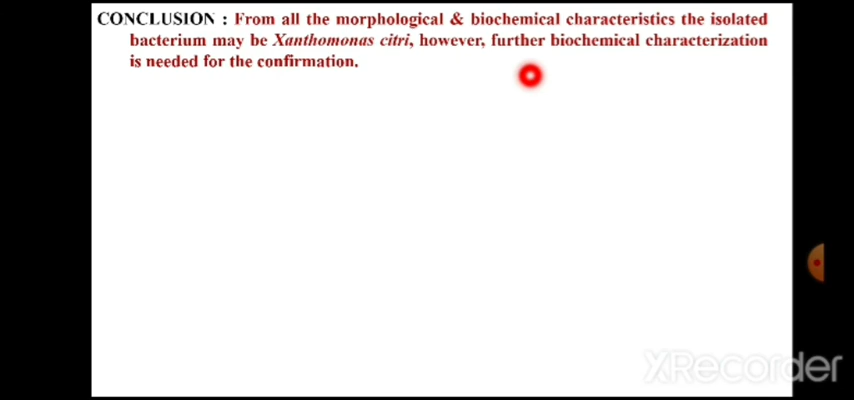 CONCLUSION : From all the morphological & biochemical characteristics the isolated
bacterium may be Xanthomonas citri, however, further biochemical characterization
is needed for the confirmation.
XRecorder